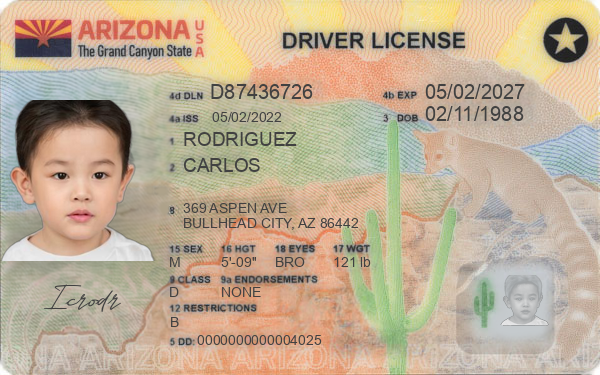 ARIZONA USA
The Grand Canyon State
DRIVER LICENSE
4d DLN D87436726
4b EXP 05/02/2027
4a ISS 05/02/2022
3 DOB 02/11/1988
1 RODRIGUEZ
2 CARLOS
8 369 ASPEN AVE
BULLHEAD CITY, AZ 86442
15 SEX 16 HGT 18 EYES 17 WGT
M 5'-09" BRO 121 lb
9 CLASS 9a ENDORSEMENTS
D NONE
12 RESTRICTIONS
B
5 DD: 0000000000004025
Icrodr
ARIZONA ARIZONA ARIZONA ARIZONA